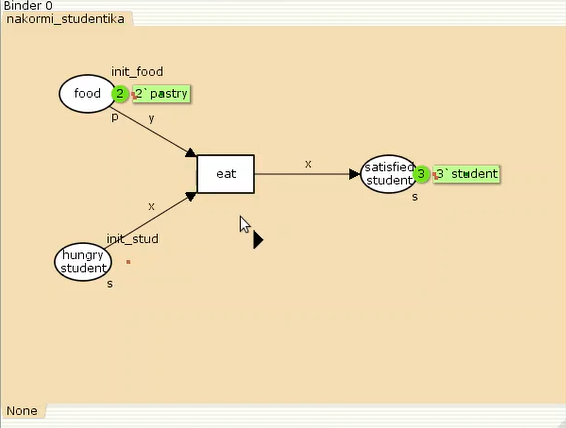 Binder 0
nakormi_studentika
init_food
food
2
2`pastry
p
y
eat
x
satisfied
student
3
3`student
s
x
init_stud
hungry
student
s
None